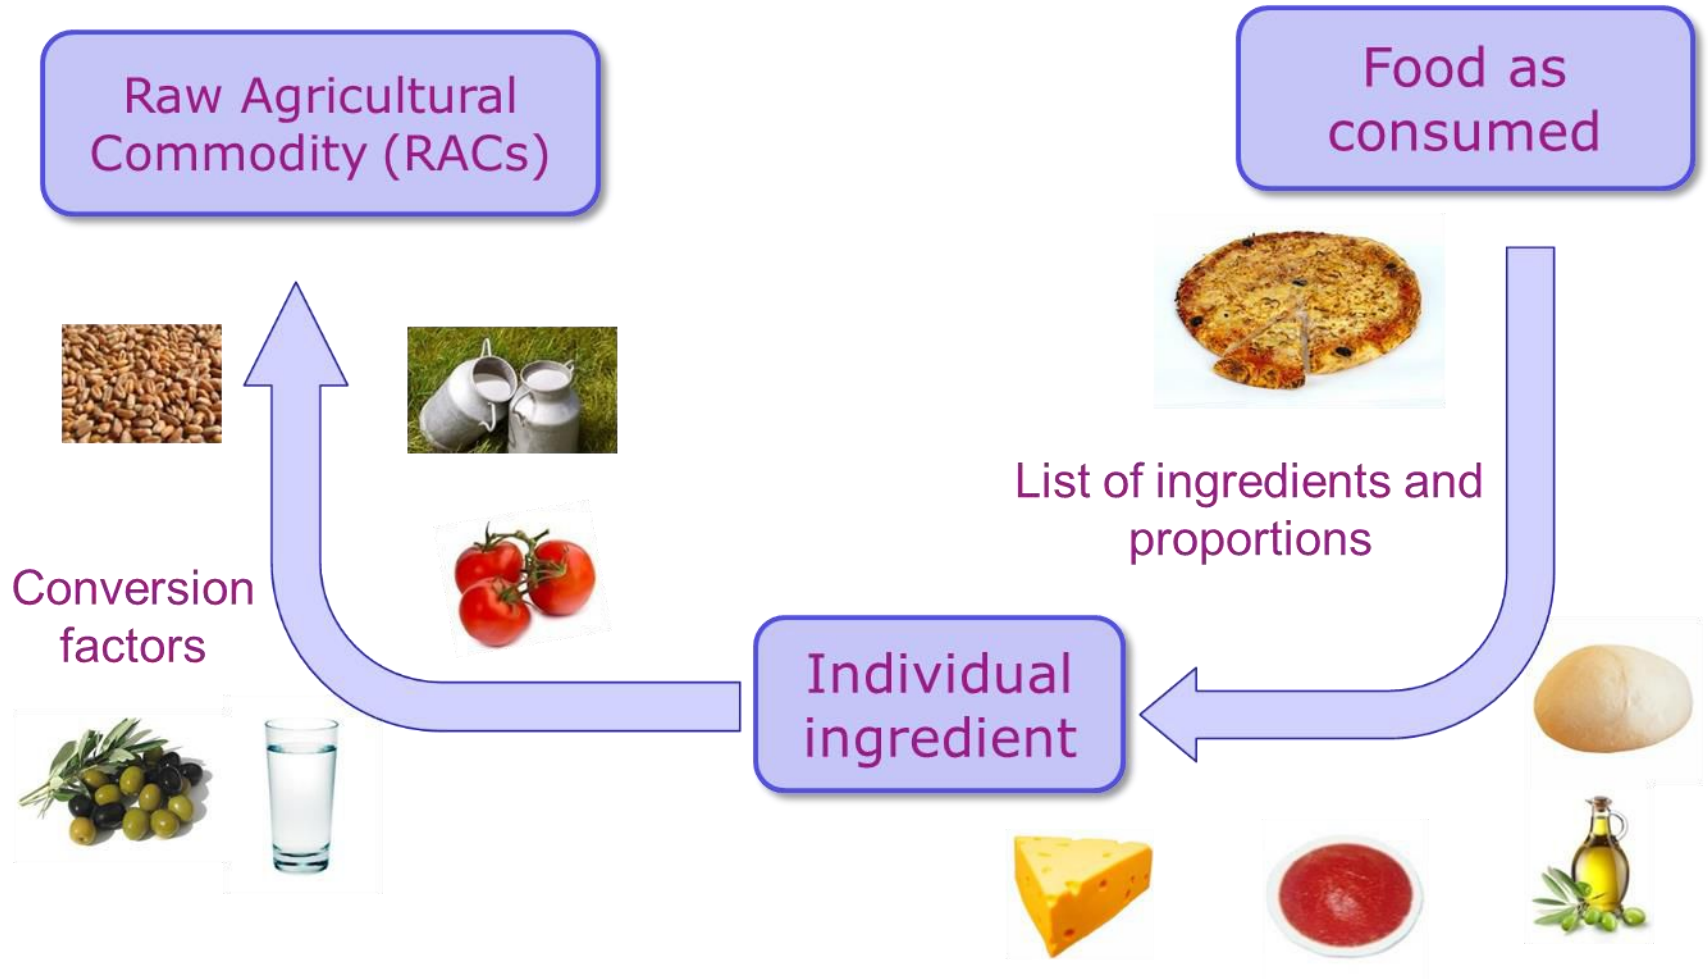 Raw Agricultural
Commodity (RACs)
Food as
consumed
List of ingredients and
proportions
Conversion
factors
Individual
ingredient